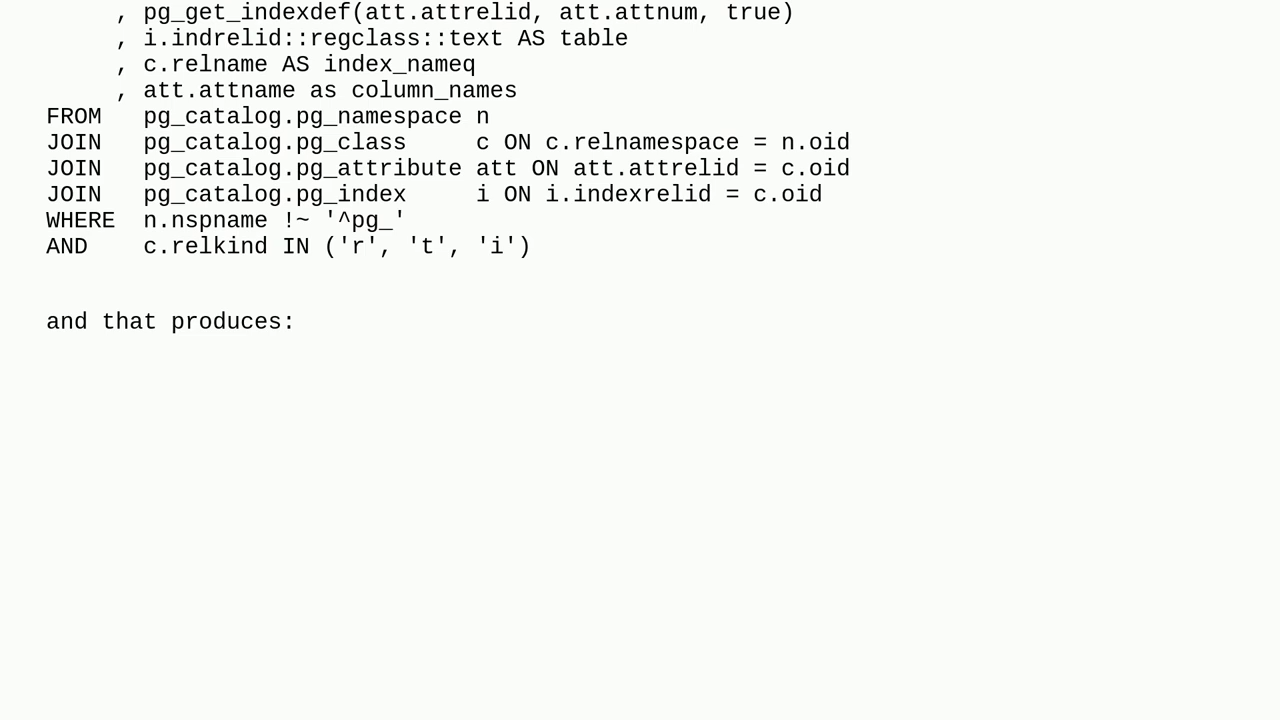 , pg_get_indexdef(att.attrelid, att.attnum, true)
, i.indrelid::regclass::text AS table
, c.relname AS index_nameq
, att.attname as column_names
FROM   pg_catalog.pg_namespace n
JOIN   pg_catalog.pg_class     c ON c.relnamespace = n.oid
JOIN   pg_catalog.pg_attribute att ON att.attrelid = c.oid
JOIN   pg_catalog.pg_index     i ON i.indexrelid = c.oid
WHERE  n.nspname !~ '^pg_'
AND    c.relkind IN ('r', 't', 'i')
and that produces: